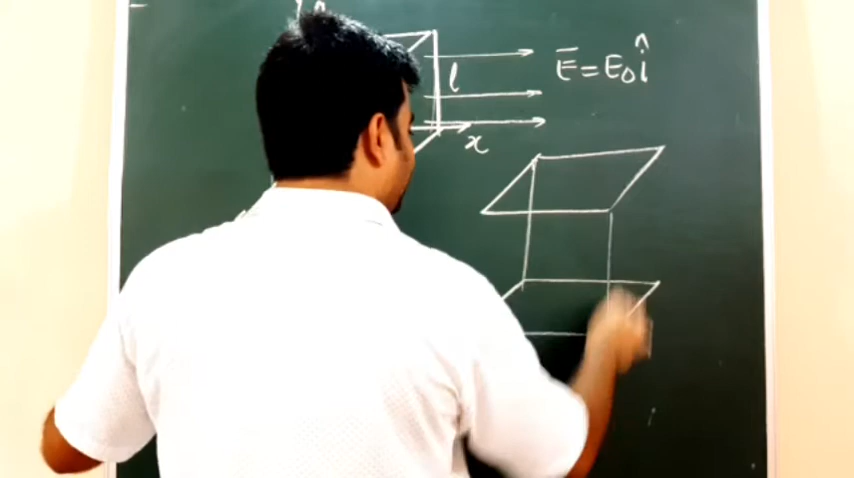 l
E̅ = E₀î
x